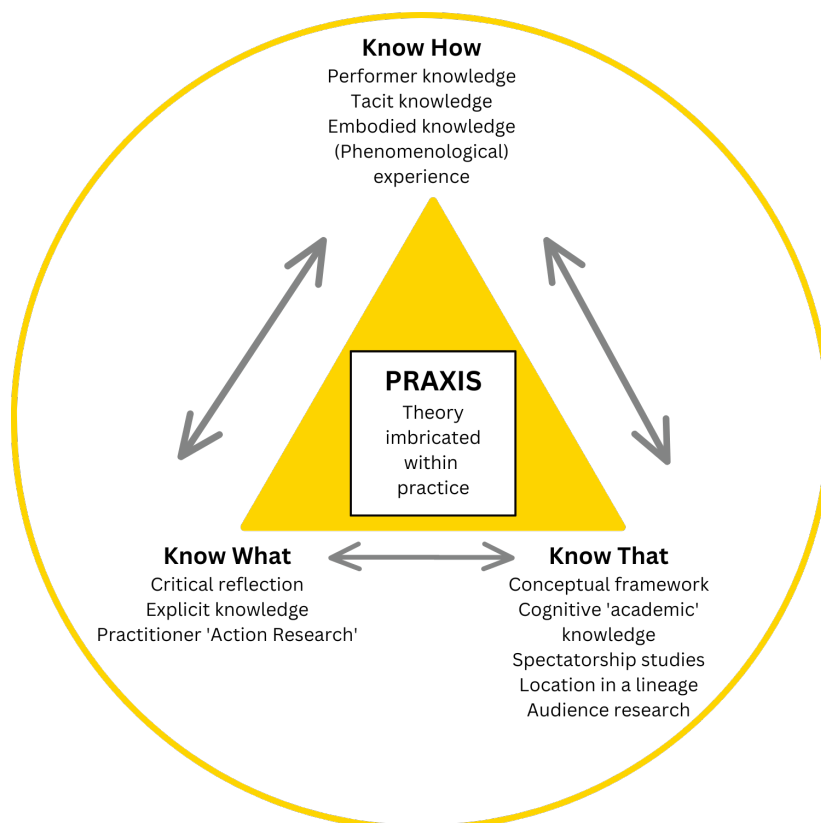 Know How
Performer knowledge
Tacit knowledge
Embodied knowledge
(Phenomenological)
experience
PRAXIS
Theory
imbricated
within
practice
Know What
Critical reflection
Explicit knowledge
Practitioner 'Action Research'
Know That
Conceptual framework
Cognitive 'academic'
knowledge
Spectatorship studies
Location in a lineage
Audience research